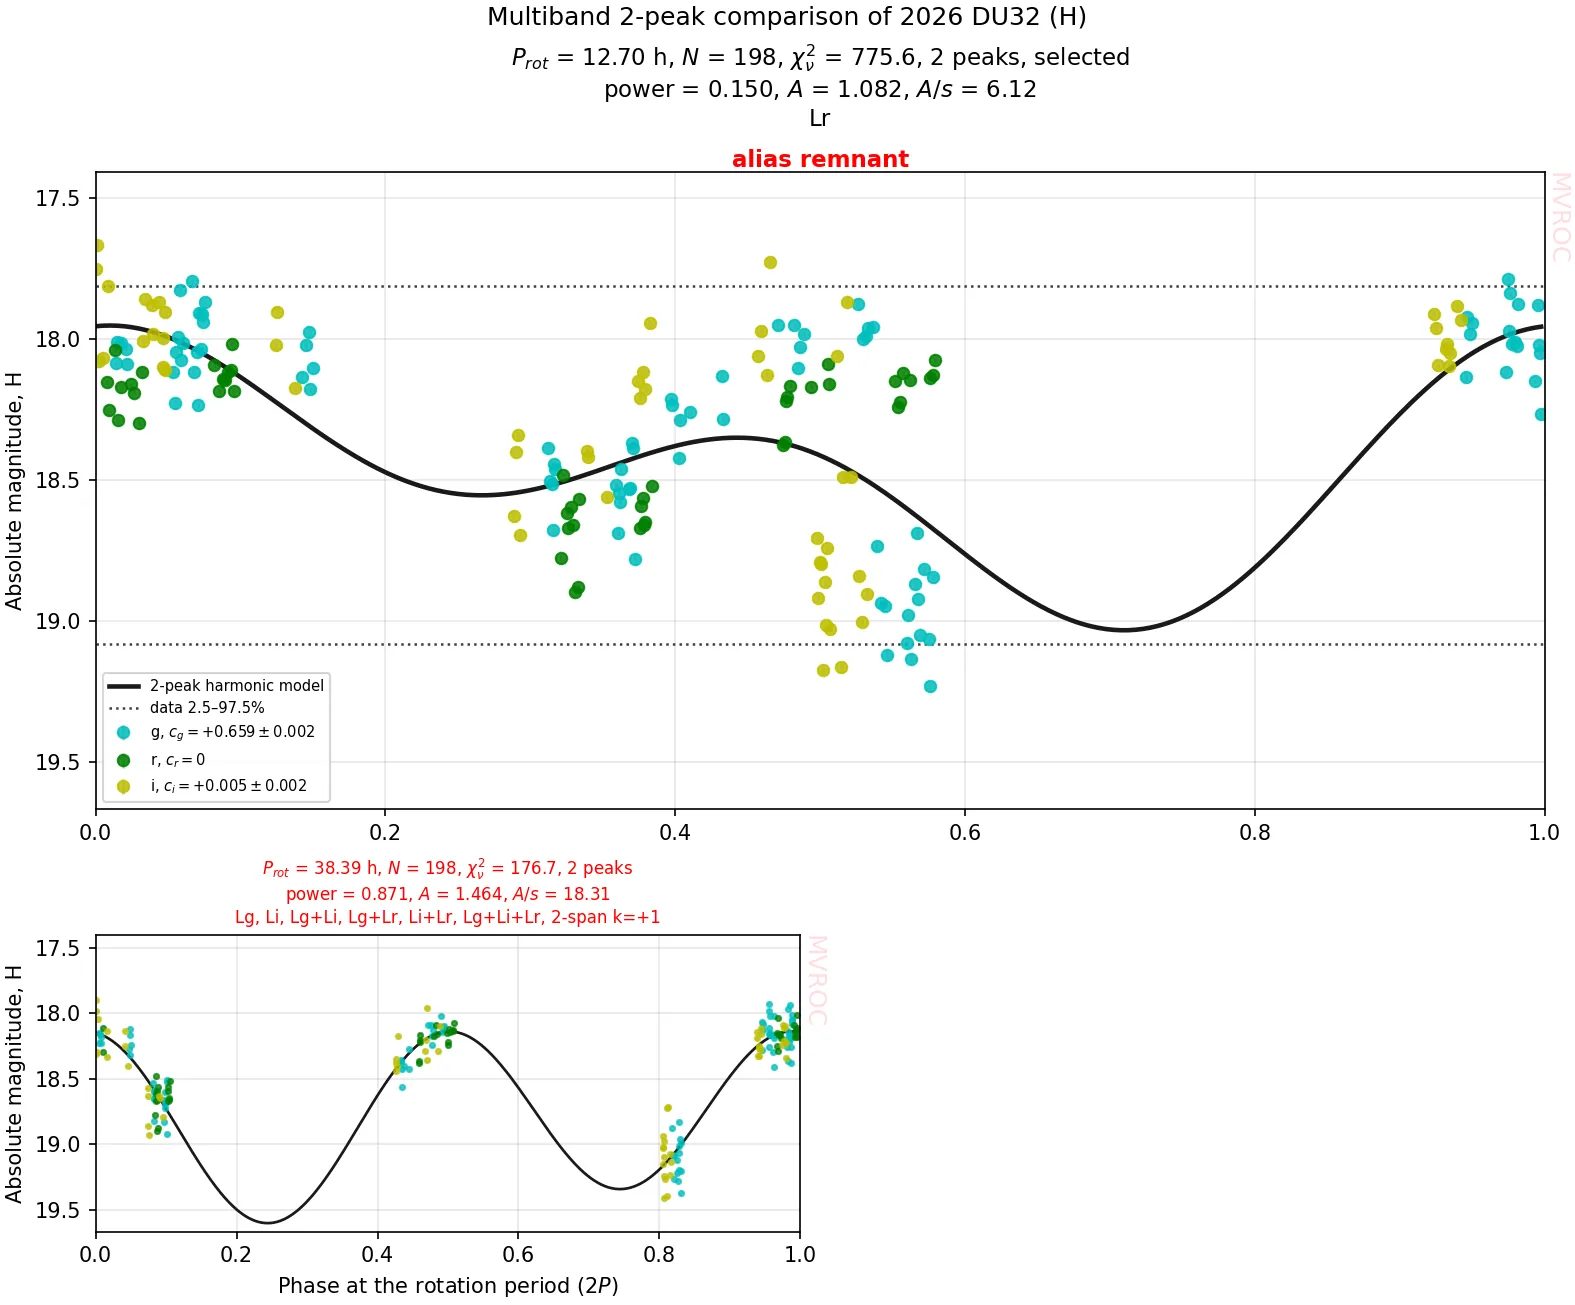 Multiband 2-peak comparison of 2026 DU32 (H)
P_rot = 12.70 h, N = 198, χ²_ν = 775.6, 2 peaks, selected
power = 0.150, A = 1.082, A/s = 6.12
Lr
alias remnant
MVROC
17.5
18.0
18.5
19.0
19.5
Absolute magnitude, H
2-peak harmonic model
data 2.5–97.5%
g, c_g = +0.659 ± 0.002
r, c_r = 0
i, c_i = +0.005 ± 0.002
0.0 0.2 0.4 0.6 0.8 1.0
P_rot = 38.39 h, N = 198, χ²_ν = 176.7, 2 peaks
power = 0.871, A = 1.464, A/s = 18.31
Lg, Li, Lg+Li, Lg+Lr, Li+Lr, Lg+Li+Lr, 2-span k=+1
MVROC
17.5
18.0
18.5
19.0
19.5
Absolute magnitude, H
0.0 0.2 0.4 0.6 0.8 1.0
Phase at the rotation period (2P)